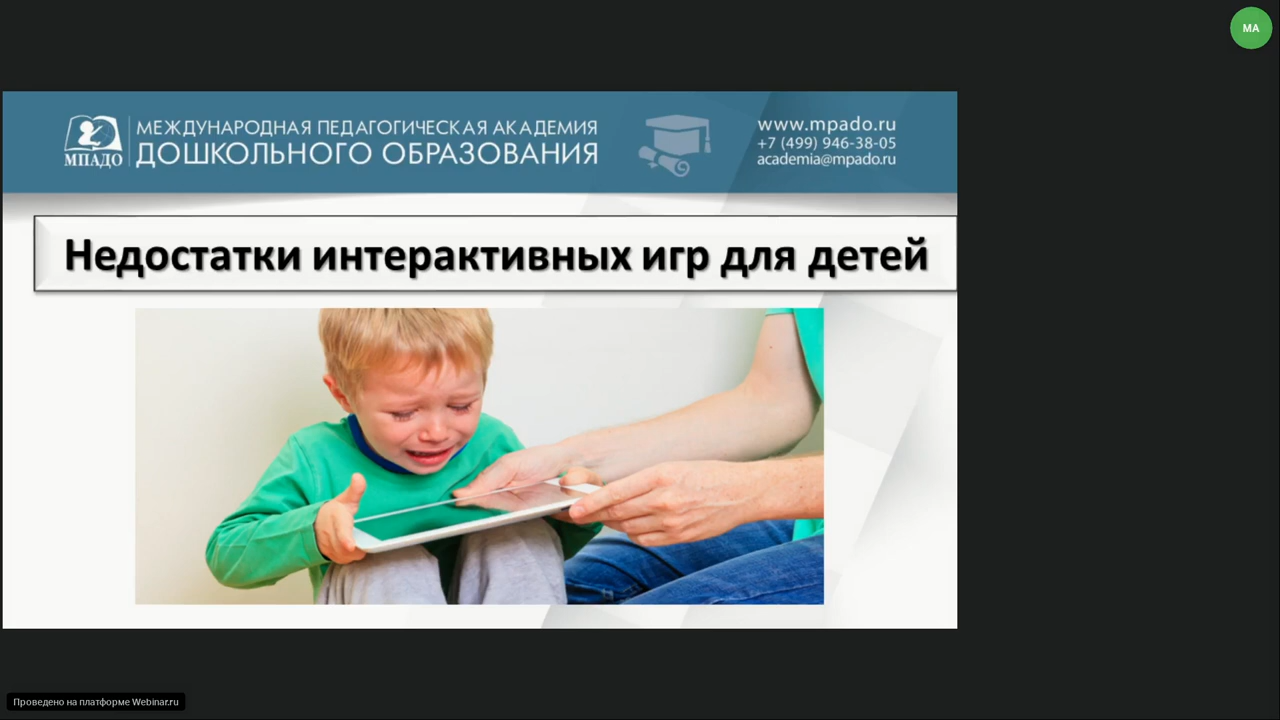 MA
МПАДО
МЕЖДУНАРОДНАЯ ПЕДАГОГИЧЕСКАЯ АКАДЕМИЯ
ДОШКОЛЬНОГО ОБРАЗОВАНИЯ
www.mpado.ru
+7 (499) 946-38-05
academia@mpado.ru
Недостатки интерактивных игр для детей
Проведено на платформе Webinar.ru